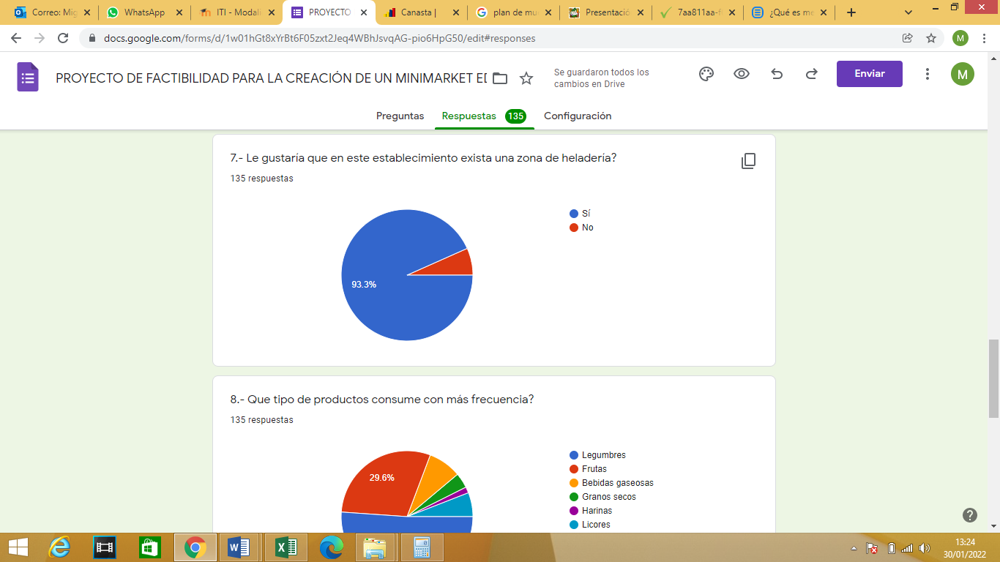 Correo: Mig
WhatsApp
ITI - Modali
PROYECTO
Canasta |
plan de mu
Presentació
7aa811aa-f
¿Qué es me
docs.google.com/forms/d/1w01hGt8xYrBt6F05zxt2Jeq4WBhJsvqAG-pio6HpG50/edit#responses
M
PROYECTO DE FACTIBILIDAD PARA LA CREACIÓN DE UN MINIMARKET ED
Se guardaron todos los
cambios en Drive
Enviar
M
Preguntas
Respuestas 135
Configuración
7.- Le gustaría que en este establecimiento exista una zona de heladería?
135 respuestas
Sí
No
93.3%
8.- Que tipo de productos consume con más frecuencia?
135 respuestas
Legumbres
Frutas
Bebidas gaseosas
Granos secos
Harinas
Licores
29.6%
13:24
30/01/2022